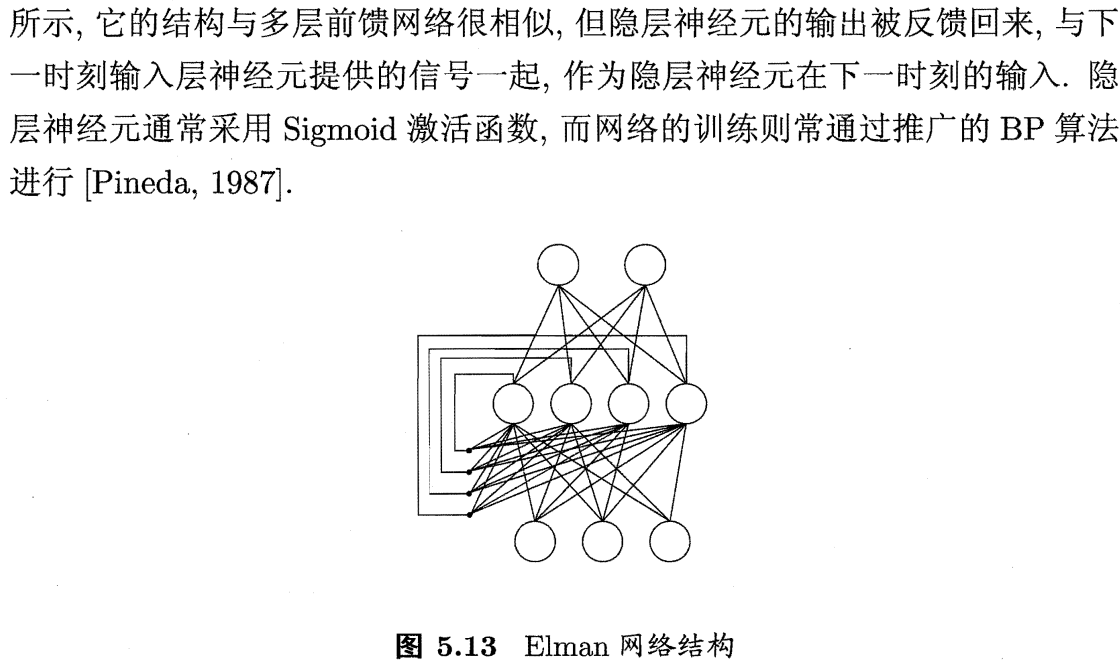 所示, 它的结构与多层前馈网络很相似, 但隐层神经元的输出被反馈回来, 与下
一时刻输入层神经元提供的信号一起, 作为隐层神经元在下一时刻的输入. 隐
层神经元通常采用 Sigmoid 激活函数, 而网络的训练则常通过推广的 BP 算法
进行 [Pineda, 1987].
图 5.13 Elman 网络结构